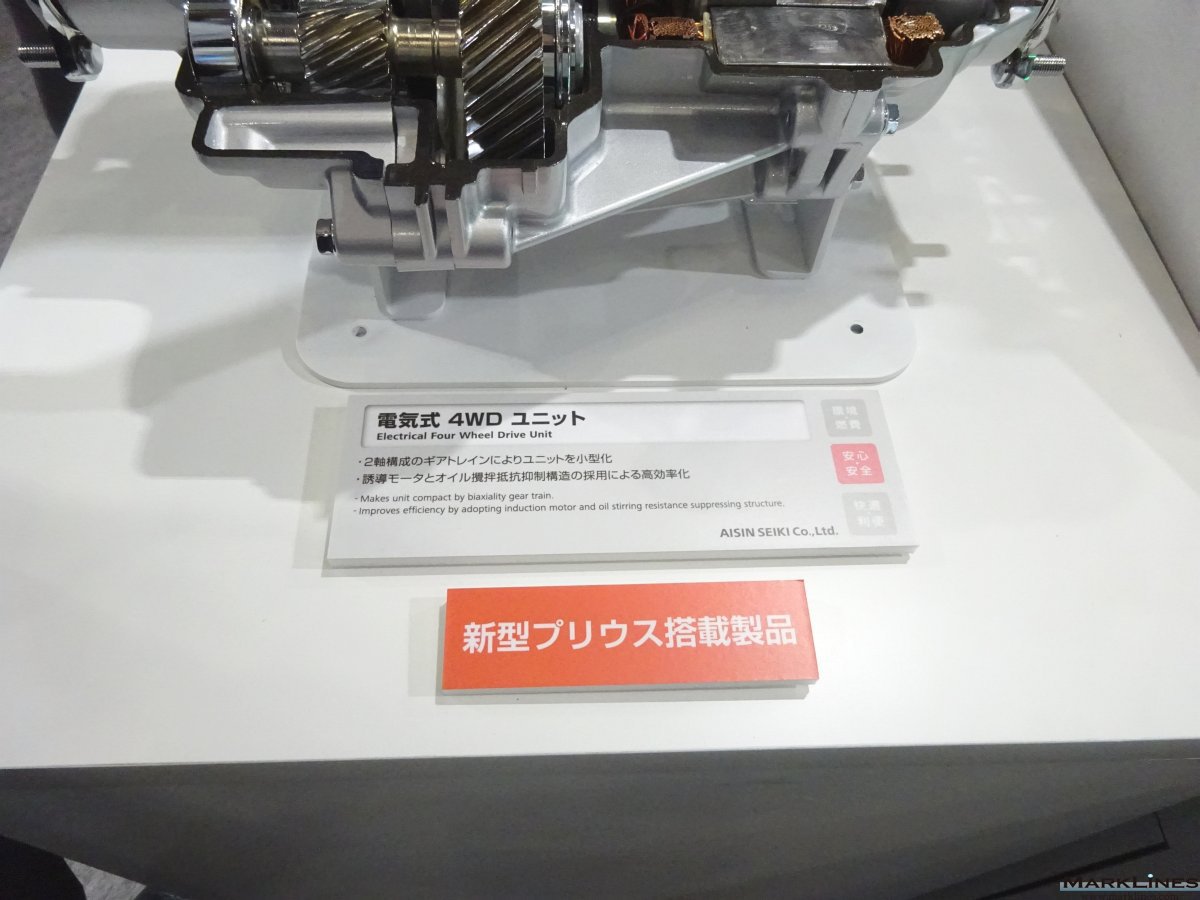 電気式 4WD ユニット
Electrical Four Wheel Drive Unit
・2軸構成のギアトレインによりユニットを小型化
・誘導モータとオイル攪拌抵抗抑制構造の採用による高効率化
- Makes unit compact by biaxiality gear train.
- Improves efficiency by adopting induction motor and oil stirring resistance suppressing structure.
AISIN SEIKI Co.,Ltd.
環境
燃費
安心
安全
快適
利便
新型プリウス搭載製品
MARKLINES